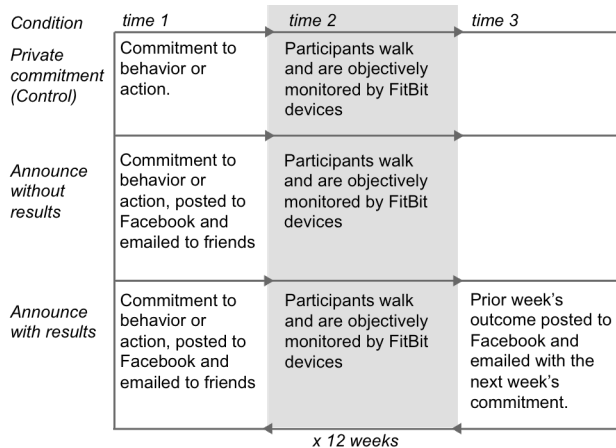 Condition
time 1
time 2
time 3
Private
commitment
(Control)
Commitment to
behavior or
action.
Participants walk
and are objectively
monitored by FitBit
devices
Announce
without
results
Commitment to
behavior or
action, posted to
Facebook and
emailed to friends
Participants walk
and are objectively
monitored by FitBit
devices
Announce
with results
Commitment to
behavior or
action, posted to
Facebook and
emailed to friends
Participants walk
and are objectively
monitored by FitBit
devices
Prior week's
outcome posted to
Facebook and
emailed with the
next week's
commitment.
x 12 weeks